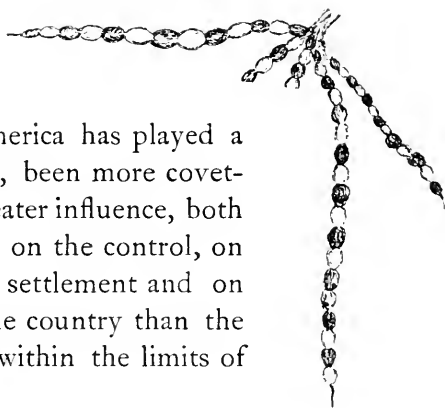 merica has played a
, been more covet-
eater influence, both
on the control, on
settlement and on
e country than the
within the limits of